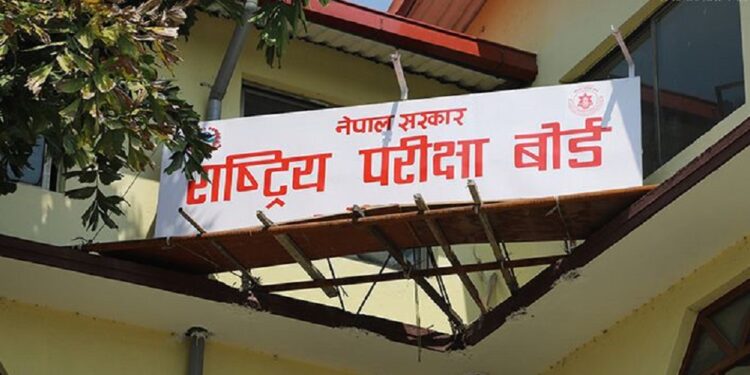 नेपाल सरकार
राष्ट्रिय परीक्षा बोर्ड